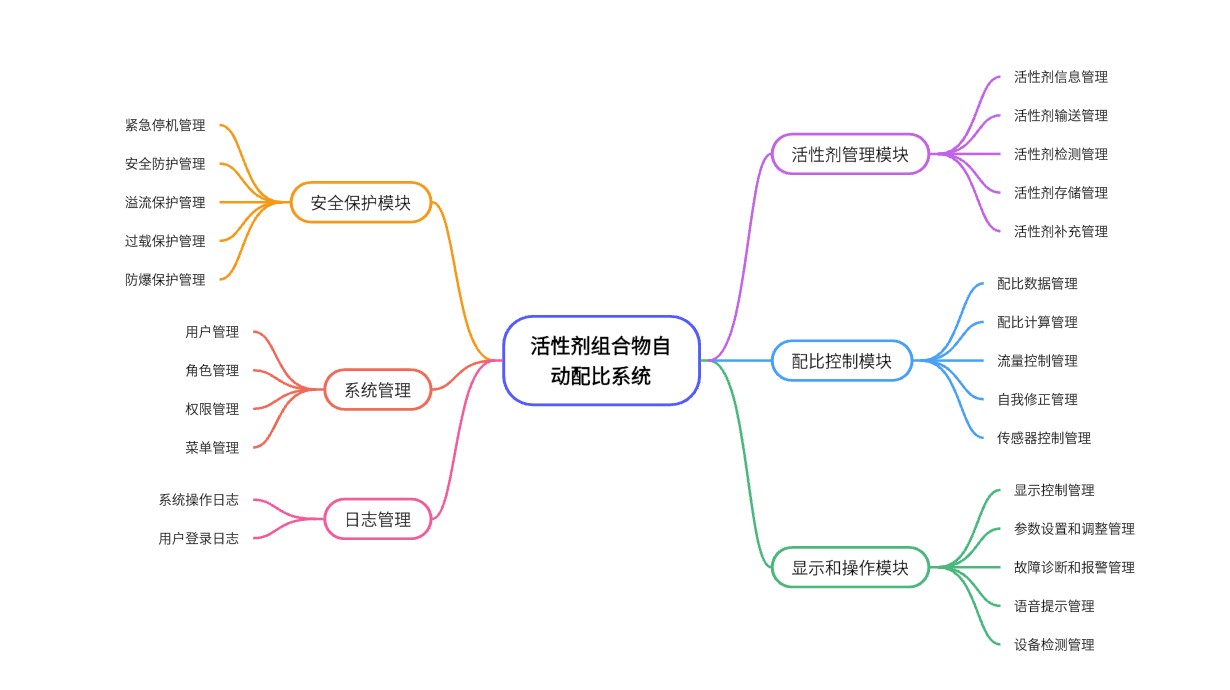 活性剂组合物自
动配比系统
活性剂管理模块
活性剂信息管理
活性剂输送管理
活性剂检测管理
活性剂存储管理
活性剂补充管理
配比控制模块
配比数据管理
配比计算管理
流量控制管理
自我修正管理
传感器控制管理
显示和操作模块
显示控制管理
参数设置和调整管理
故障诊断和报警管理
语音提示管理
设备检测管理
安全保护模块
紧急停机管理
安全防护管理
溢流保护管理
过载保护管理
防爆保护管理
系统管理
用户管理
角色管理
权限管理
菜单管理
日志管理
系统操作日志
用户登录日志